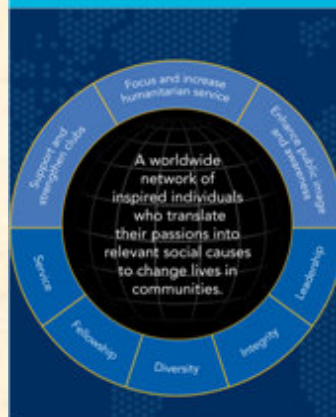 Support and
strengthen clubs
Focus and increase
humanitarian service
Enhance public image
and awareness
A worldwide
network of
inspired individuals
who translate
their passions into
relevant social causes
to change lives in
communities.
Service
Fellowship
Diversity
Integrity
Leadership